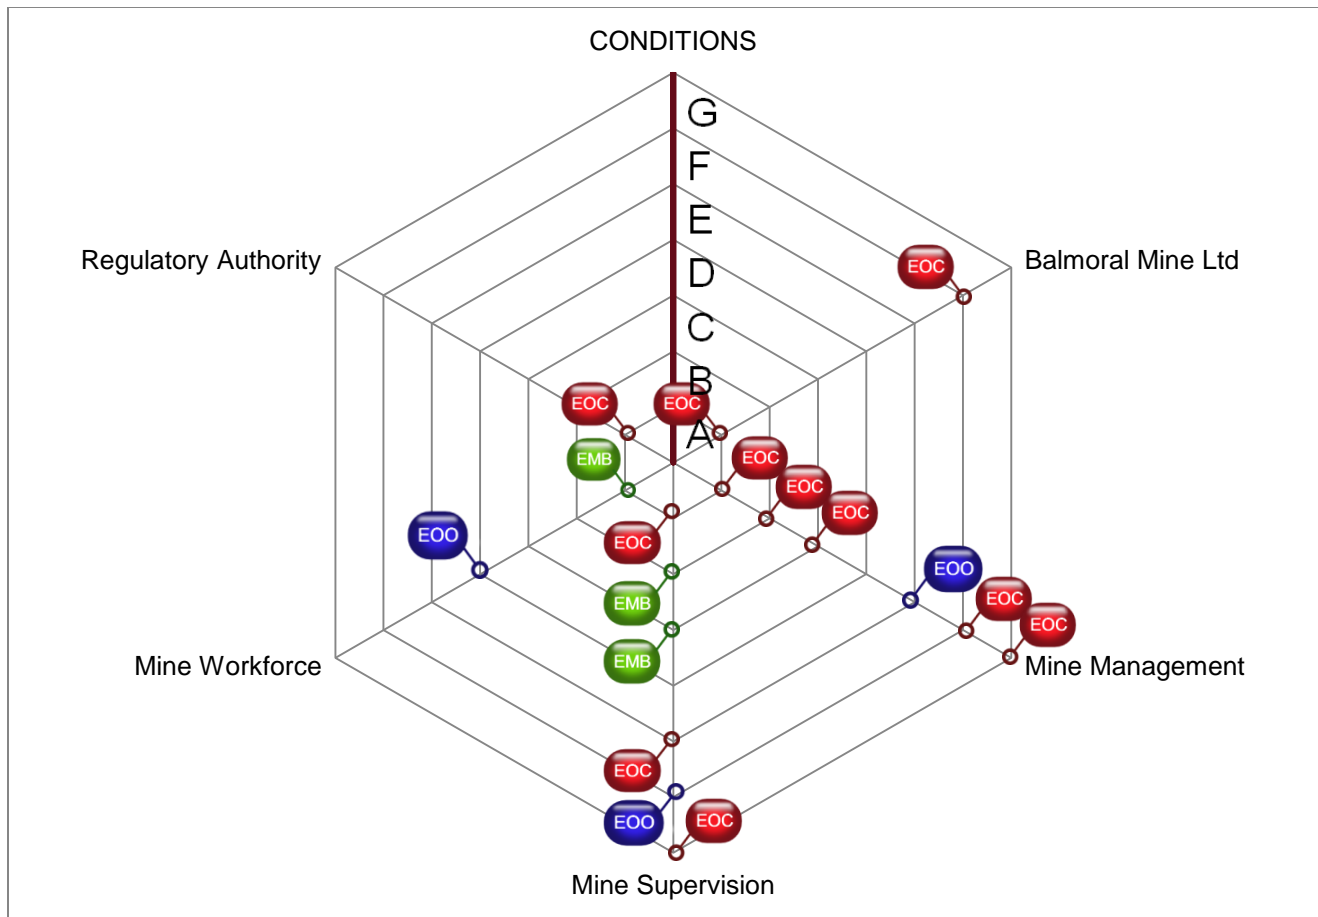 CONDITIONS
G
F
E
D
C
B
A
Regulatory Authority
Balmoral Mine Ltd
EOC
EOC
EOC
EMB
EOC
EOC
EOC
EOO
EOC
EOO
EMB
EOC
EOC
EMB
Mine Workforce
Mine Management
EOC
EOO
EOC
Mine Supervision